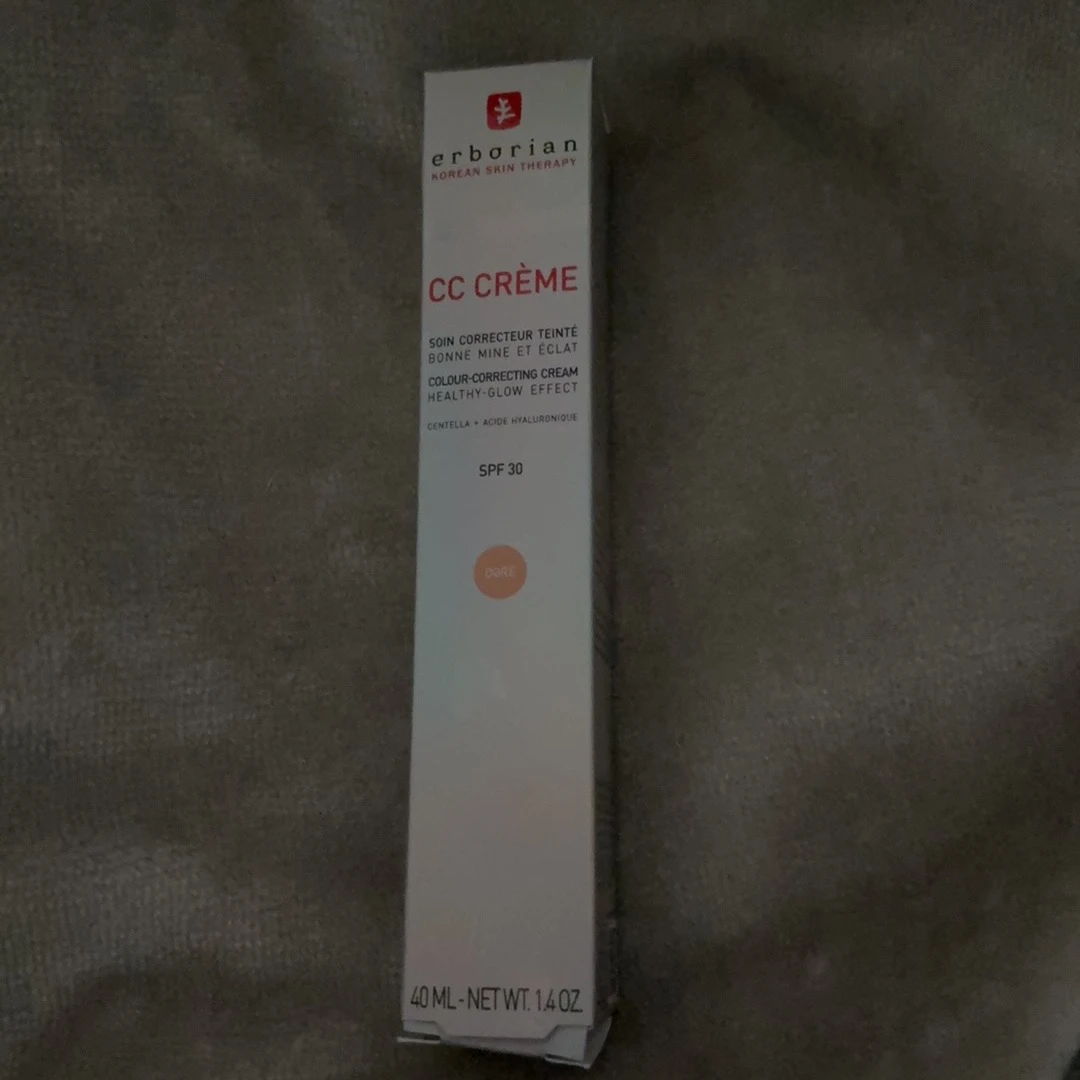 erborian
KOREAN SKIN THERAPY
CC CRÈME
SOIN CORRECTEUR TEINTÉ
BONNE MINE ET ÉCLAT
COLOUR-CORRECTING CREAM
HEALTHY-GLOW EFFECT
CENTELLA + ACIDE HYALURONIQUE
SPF 30
DORÉ
40 ML - NET WT. 1.4 OZ.